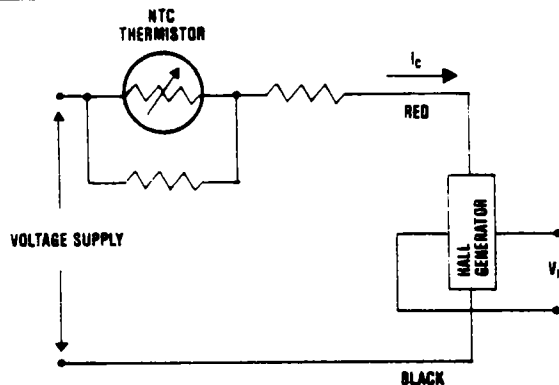 NTC
THERMISTOR
Ic
RED
VOLTAGE SUPPLY
HALL
GENERATOR
BLACK